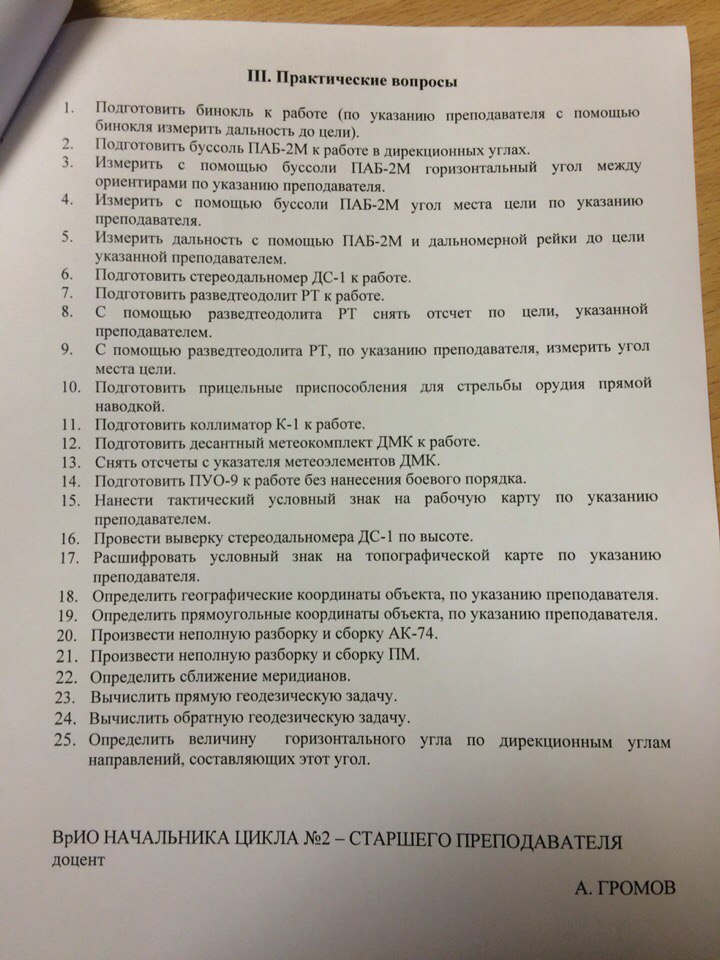 III. Практические вопросы
1. Подготовить бинокль к работе (по указанию преподавателя с помощью
бинокля измерить дальность до цели).
2. Подготовить буссоль ПАБ-2М к работе в дирекционных углах.
3. Измерить с помощью буссоли ПАБ-2М горизонтальный угол между
ориентирами по указанию преподавателя.
4. Измерить с помощью буссоли ПАБ-2М угол места цели по указанию
преподавателя.
5. Измерить дальность с помощью ПАБ-2М и дальномерной рейки до цели
указанной преподавателем.
6. Подготовить стереодальномер ДС-1 к работе.
7. Подготовить разведтеодолит РТ к работе.
8. С помощью разведтеодолита РТ снять отсчет по цели, указанной
преподавателем.
9. С помощью разведтеодолита РТ, по указанию преподавателя, измерить угол
места цели.
10. Подготовить прицельные приспособления для стрельбы орудия прямой
наводкой.
11. Подготовить коллиматор К-1 к работе.
12. Подготовить десантный метеокомплект ДМК к работе.
13. Снять отсчеты с указателя метеоэлементов ДМК.
14. Подготовить ПУО-9 к работе без нанесения боевого порядка.
15. Нанести тактический условный знак на рабочую карту по указанию
преподавателем.
16. Провести выверку стереодальномера ДС-1 по высоте.
17. Расшифровать условный знак на топографической карте по указанию
преподавателя.
18. Определить географические координаты объекта, по указанию преподавателя.
19. Определить прямоугольные координаты объекта, по указанию преподавателя.
20. Произвести неполную разборку и сборку АК-74.
21. Произвести неполную разборку и сборку ПМ.
22. Определить сближение меридианов.
23. Вычислить прямую геодезическую задачу.
24. Вычислить обратную геодезическую задачу.
25. Определить величину горизонтального угла по дирекционным углам
направлений, составляющих этот угол.
ВрИО НАЧАЛЬНИКА ЦИКЛА №2 – СТАРШЕГО ПРЕПОДАВАТЕЛЯ
доцент
А. ГРОМОВ